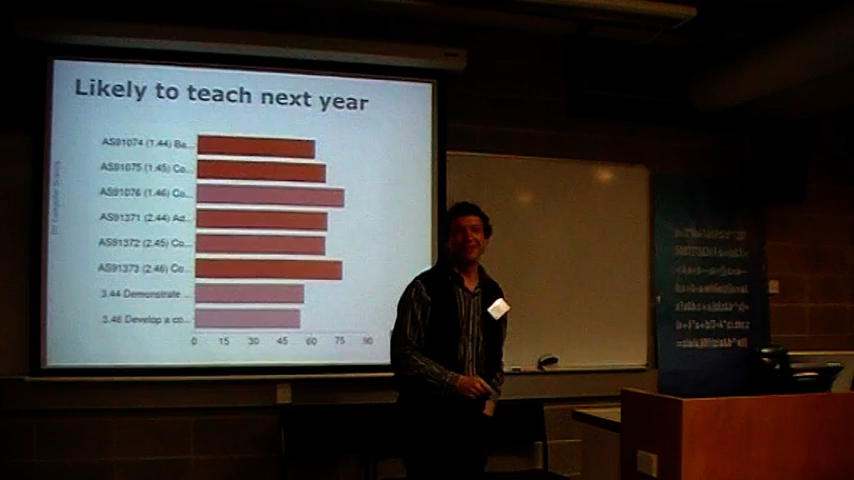 Likely to teach next year
AS91074 (1.44) Ba...
AS91075 (1.45) Co...
AS91076 (1.46) Co...
AS91371 (2.44) Ad...
AS91372 (2.45) Co...
AS91373 (2.46) Co...
3.44 Demonstrate ...
3.46 Develop a co...
0 15 30 45 60 75 90